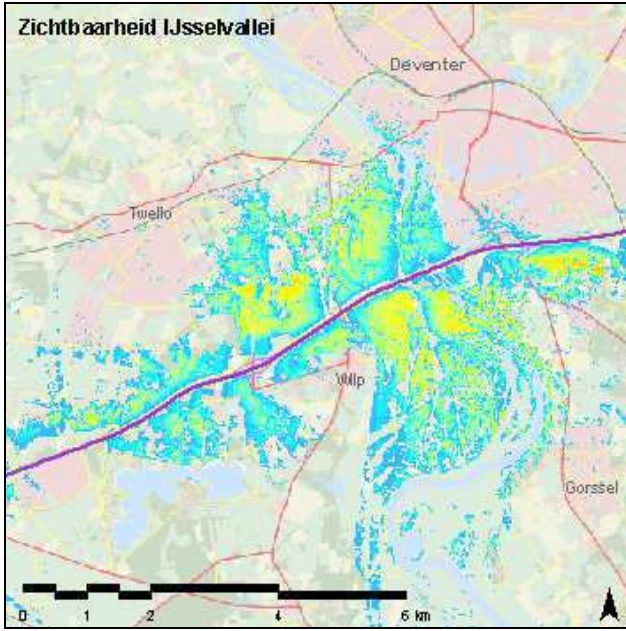 Zichtbaarheid IJsselvallei
Deventer
Twello
Wilp
Gorssel
0 1 2 4 6 km